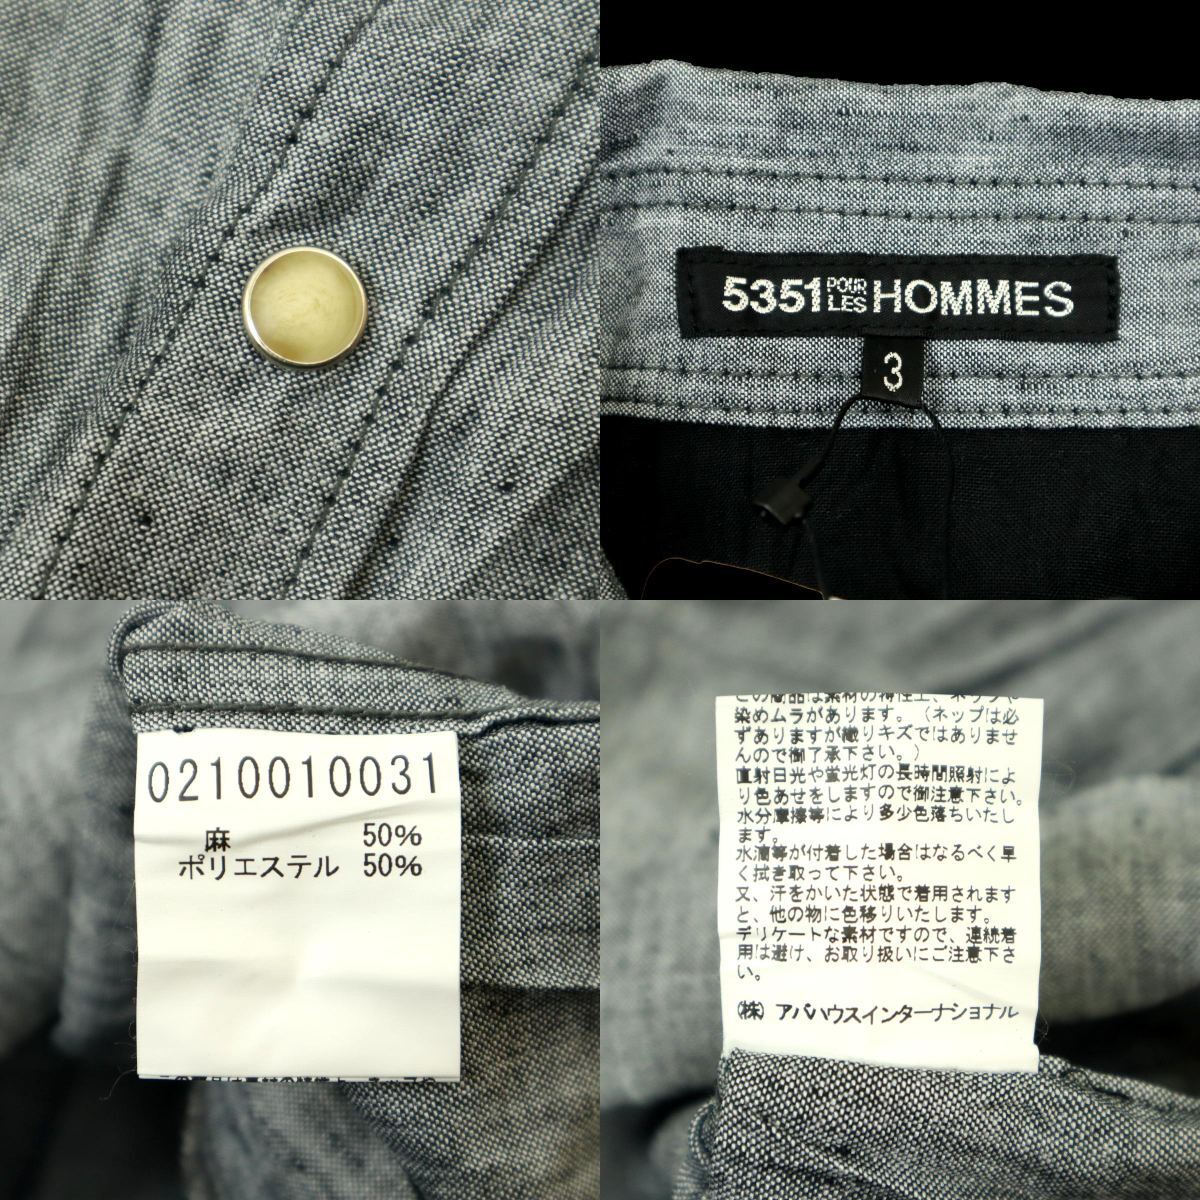 5351 POUR LES HOMMES
3
0210010031
麻 50%
ポリエステル 50%
この商品は素材の特性上、ネップや
染めムラがあります。（ネップは必
ずありますが織りキズではありませ
んので御了承下さい。）
直射日光や蛍光灯の長時間照射によ
り色あせをしますので御注意下さい。
水分摩擦等により多少色落ちいたし
ます。
水滴等が付着した場合はなるべく早
く拭き取って下さい。
又、汗をかいた状態で着用されます
と、他の物に色移りいたします。
デリケートな素材ですので、連続着
用は避け、お取り扱いにご注意下さ
い。
(株) アバハウスインターナショナル